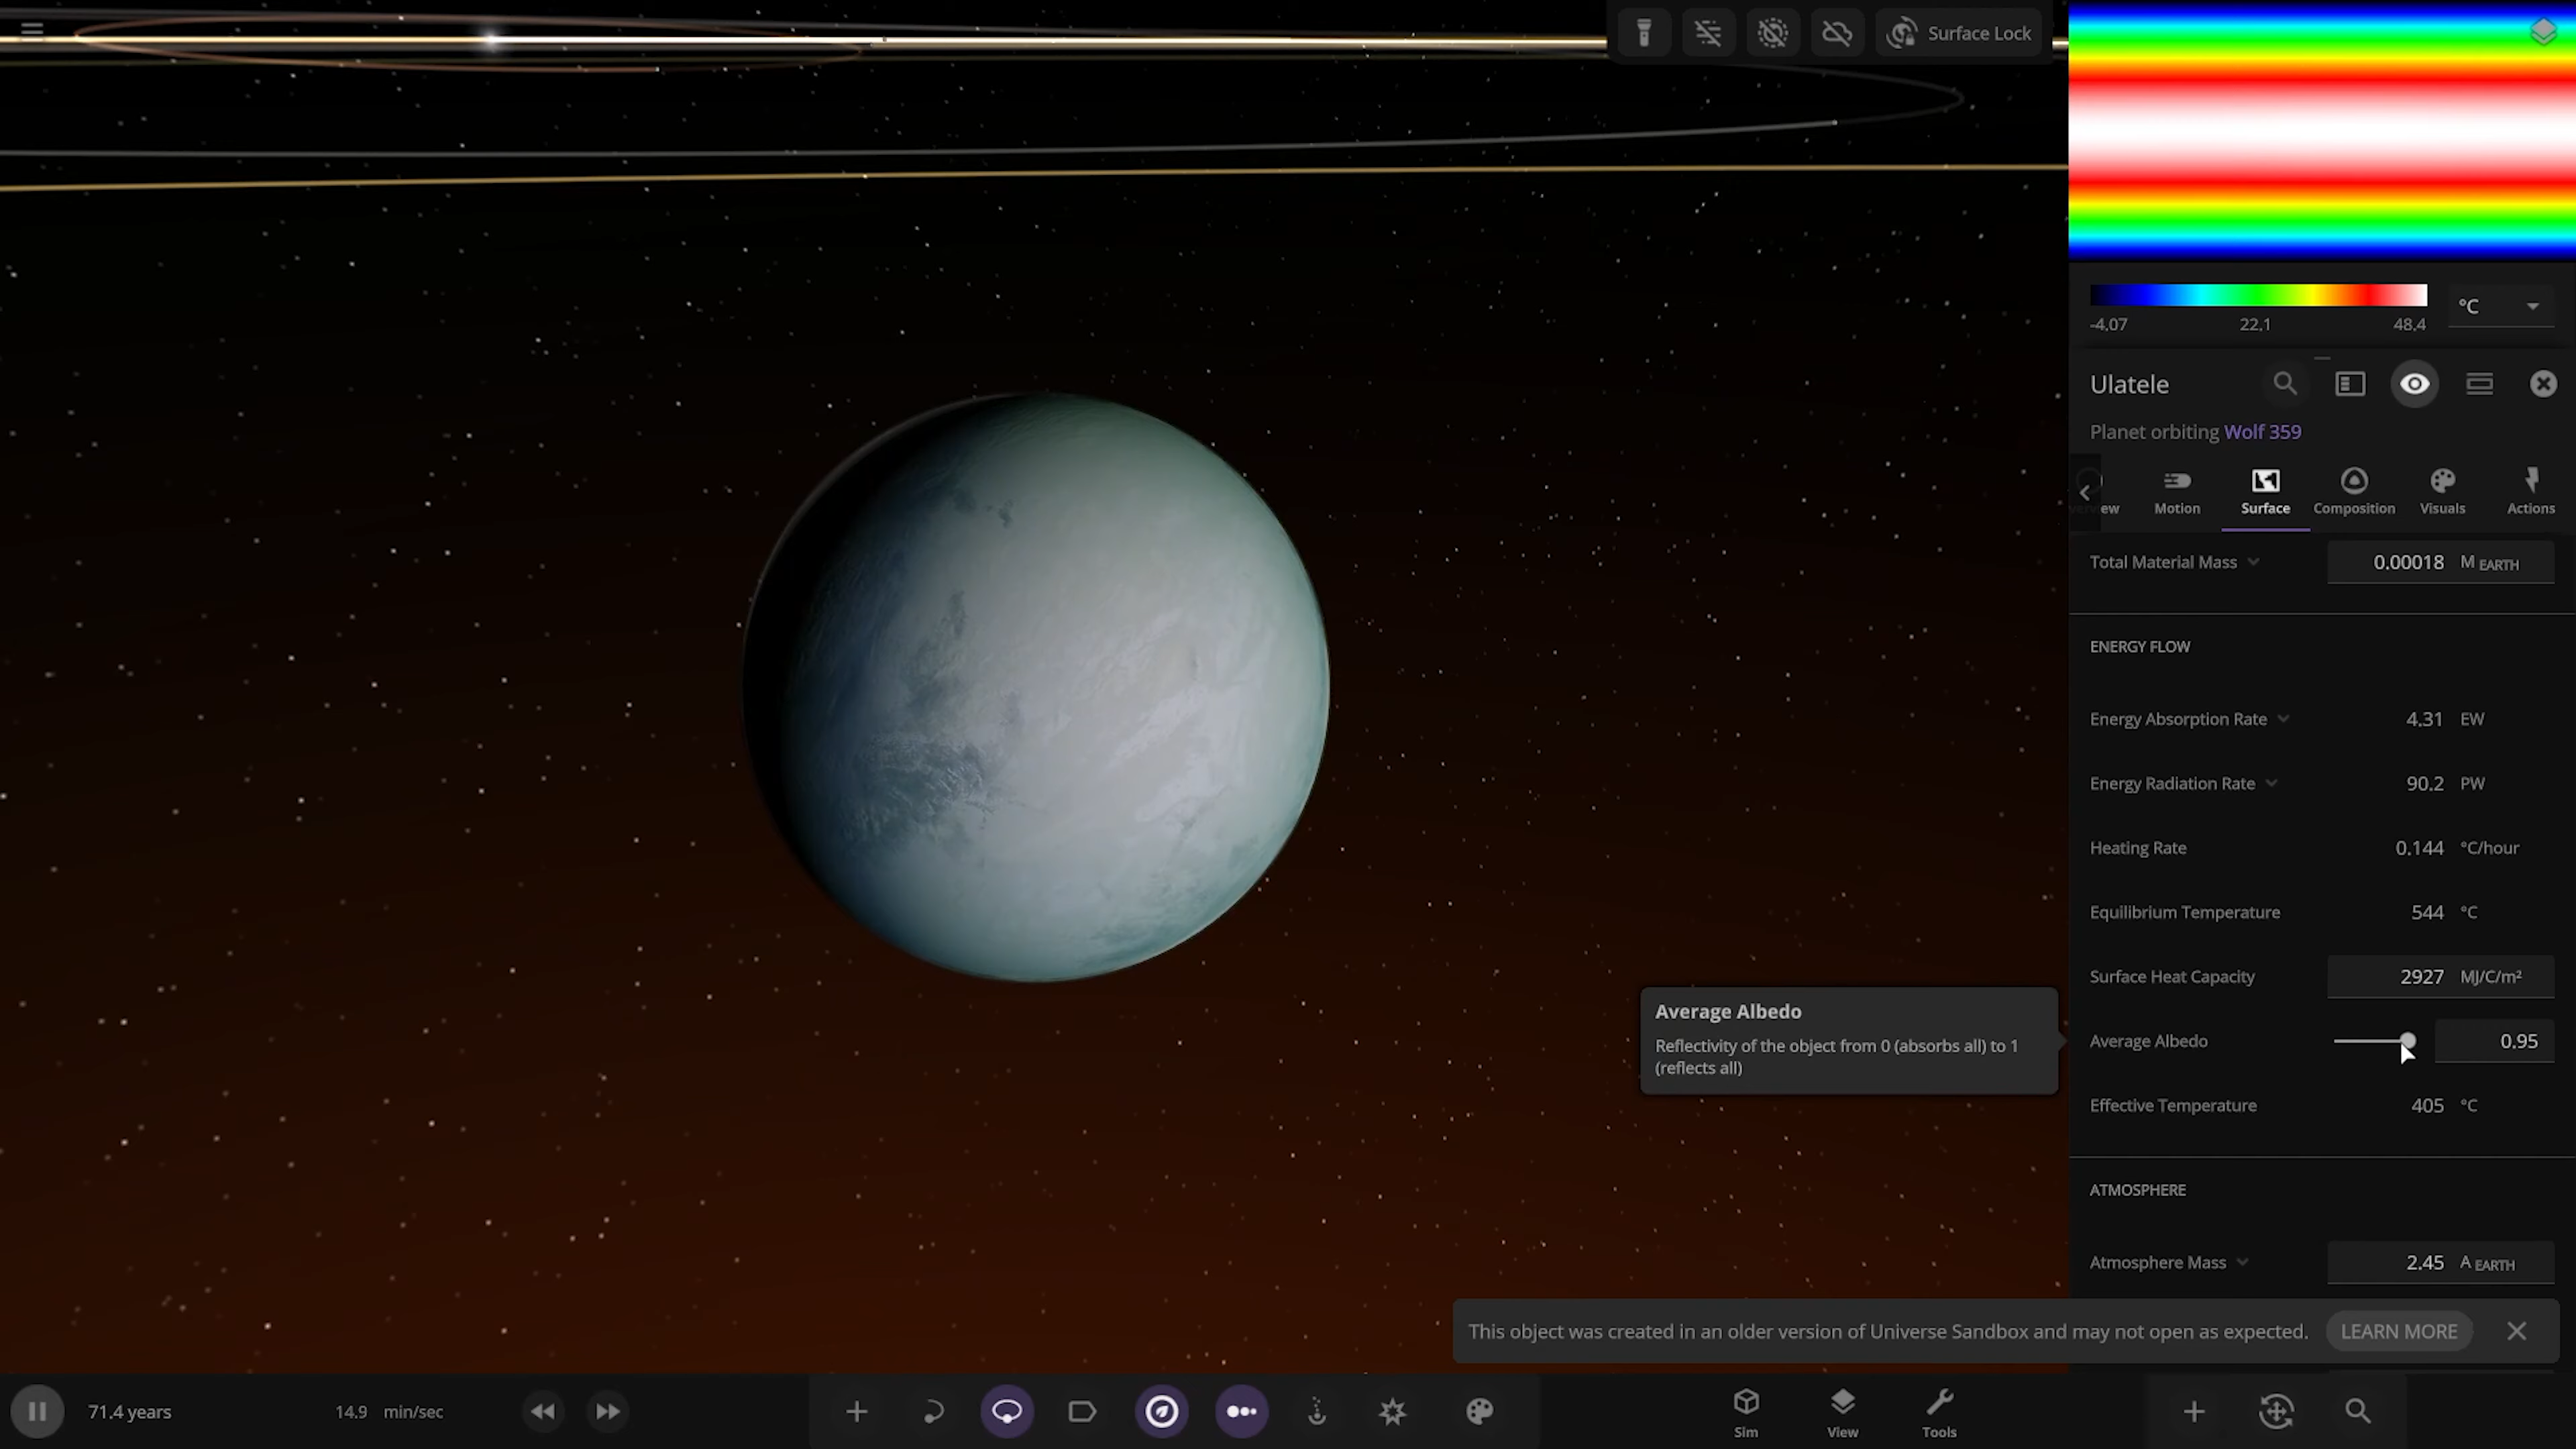 Surface Lock
-4.07 22.1 48.4 °C
Ulatele
Planet orbiting Wolf 359
ew Motion Surface Composition Visuals Actions
Total Material Mass 0.00018 M EARTH
ENERGY FLOW
Energy Absorption Rate 4.31 EW
Energy Radiation Rate 90.2 PW
Heating Rate 0.144 °C/hour
Equilibrium Temperature 544 °C
Surface Heat Capacity 2927 MJ/C/m²
Average Albedo
Reflectivity of the object from 0 (absorbs all) to 1
(reflects all)
Average Albedo 0.95
Effective Temperature 405 °C
ATMOSPHERE
Atmosphere Mass 2.45 A EARTH
This object was created in an older version of Universe Sandbox and may not open as expected. LEARN MORE
71.4 years 14.9 min/sec
Sim View Tools